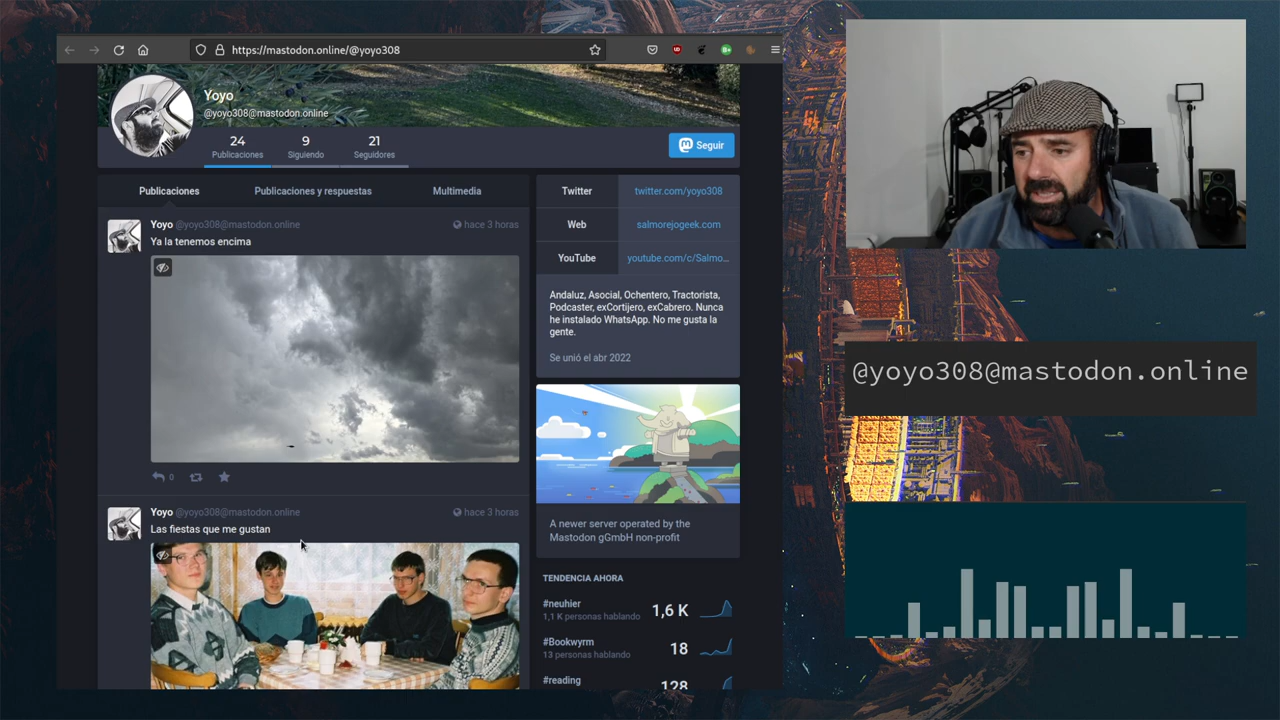 https://mastodon.online/@yoyo308
Yoyo
@yoyo308@mastodon.online
24
Publicaciones
9
Siguiendo
21
Seguidores
Seguir
Publicaciones
Publicaciones y respuestas
Multimedia
Yoyo @yoyo308@mastodon.online
hace 3 horas
Ya la tenemos encima
0
Yoyo @yoyo308@mastodon.online
hace 3 horas
Las fiestas que me gustan
Twitter
twitter.com/yoyo308
Web
salmorejogeek.com
YouTube
youtube.com/c/Salmo...
Andaluz, Asocial, Ochentero, Tractorista,
Podcaster, exCortijero, exCabrero. Nunca
he instalado WhatsApp. No me gusta la
gente.
Se unió el abr 2022
A newer server operated by the
Mastodon gGmbH non-profit
TENDENCIA AHORA
#neuhier
1,1 K personas hablando
1,6 K
#Bookwyrm
13 personas hablando
18
#reading
128
@yoyo308@mastodon.online